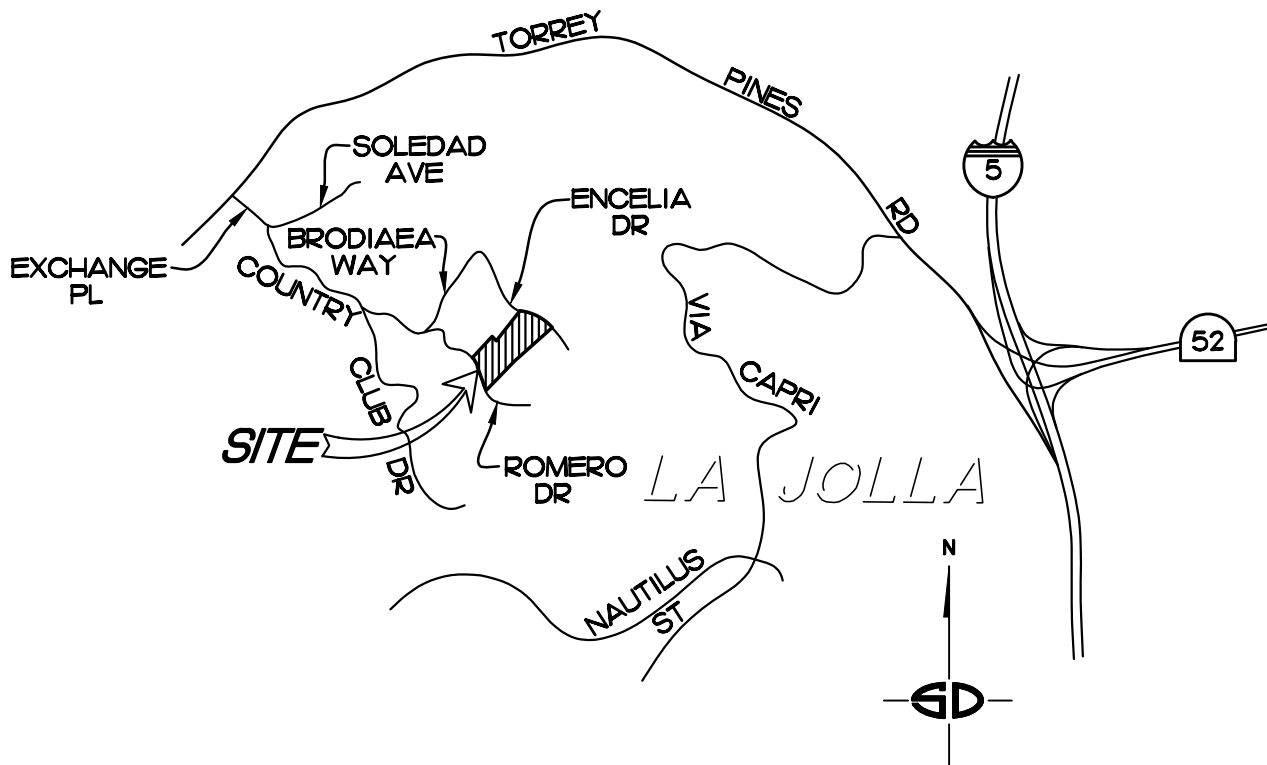 TORREY
PINES
RD
SOLEDAD
AVE
ENCELIA
DR
5
BRODIAEA
WAY
EXCHANGE
PL
COUNTRY
CLUB
DR
VIA
CAPRI
52
SITE
ROMERO
DR
LA JOLLA
NAUTILUS
ST
N
SD